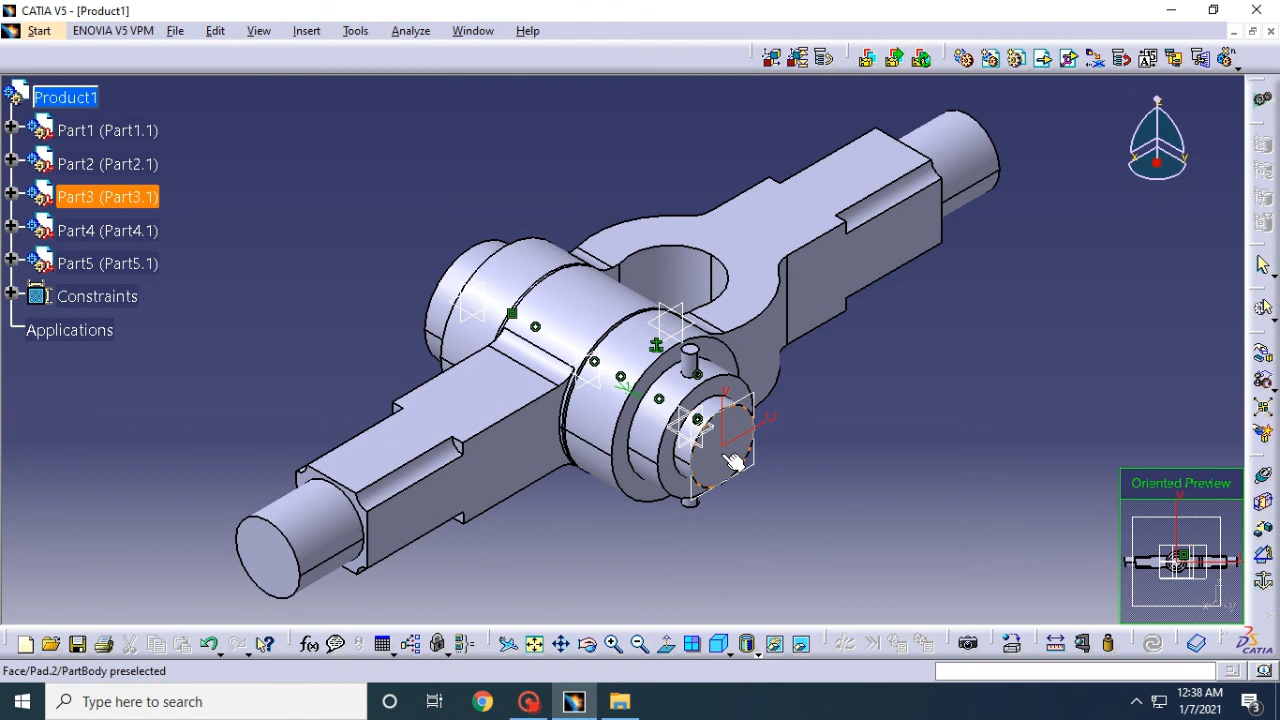 CATIA V5 - [Product1]
Start ENOVIA V5 VPM File Edit View Insert Tools Analyze Window Help
Product1
Part1 (Part1.1)
Part2 (Part2.1)
Part3 (Part3.1)
Part4 (Part4.1)
Part5 (Part5.1)
Constraints
Applications
Oriented Preview
f(x)
CATIA
Face/Pad.2/PartBody preselected
Type here to search
12:38 AM
1/7/2021
3